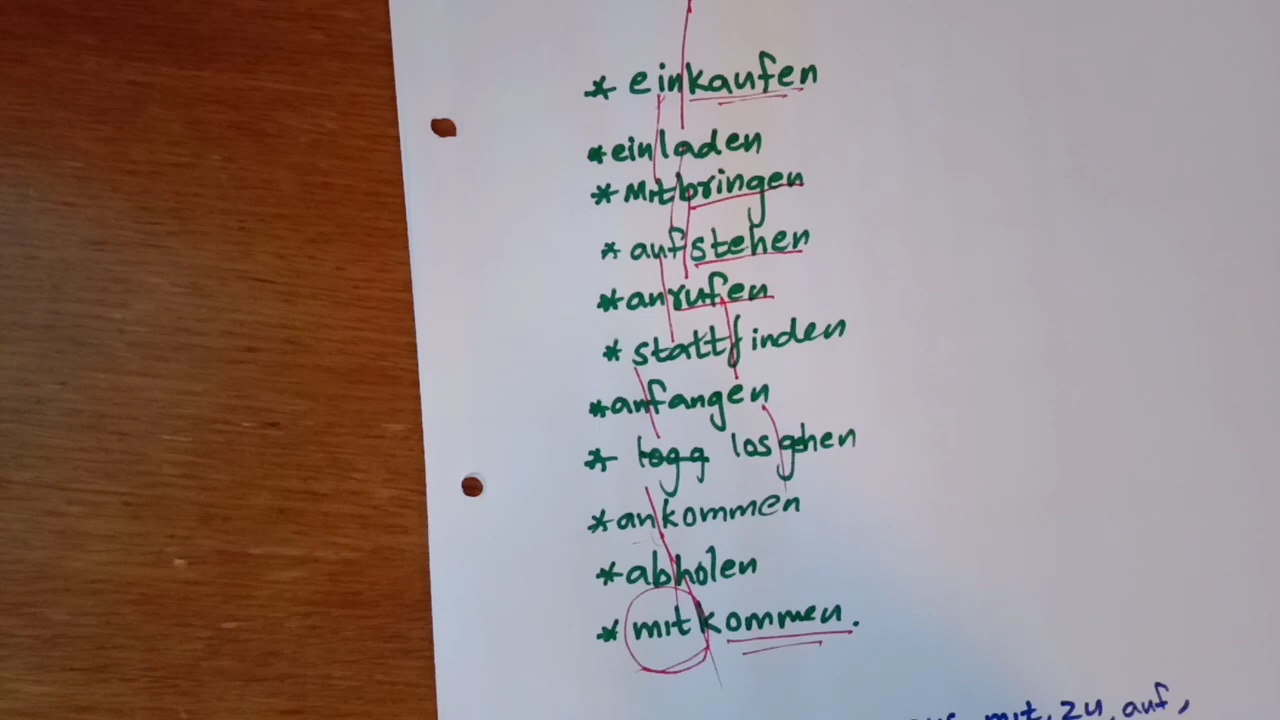 * einkaufen
* einladen
* Mitbringen
* aufstehen
* anrufen
* stattfinden
* anfangen
* losgehen
* ankommen
* abholen
* mitkommen.
mit, zu, auf,